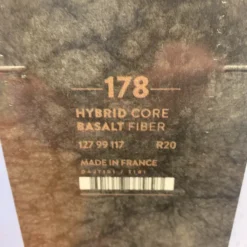 178
HYBRID CORE
BASALT FIBER
127 99 117 R20
MADE IN FRANCE